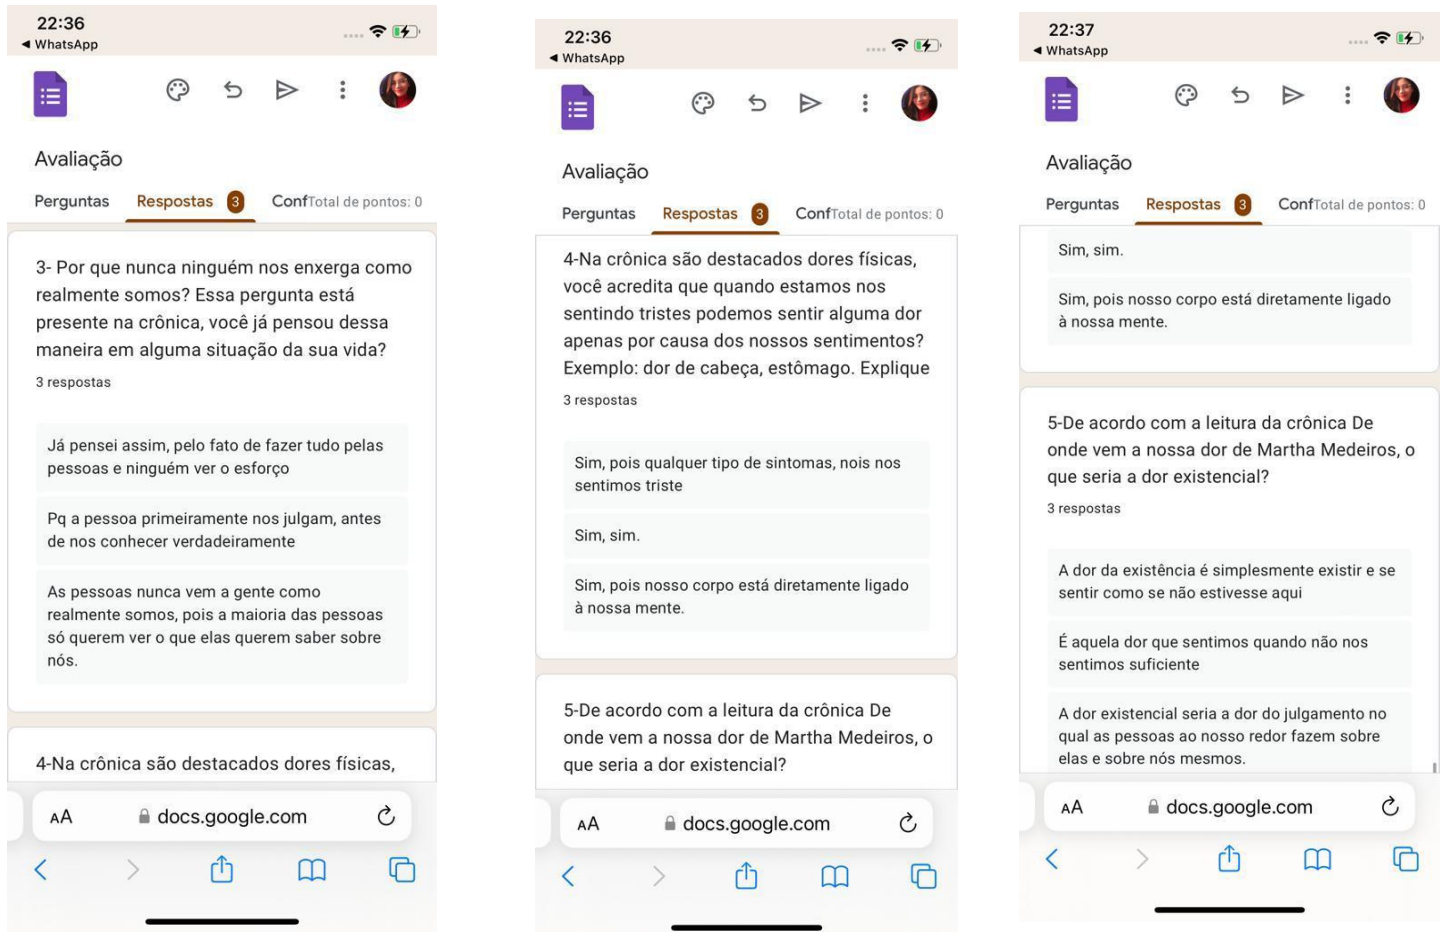 22:36
◀ WhatsApp
Avaliação
Perguntas Respostas 3 Conf Total de pontos: 0
3- Por que nunca ninguém nos enxerga como
realmente somos? Essa pergunta está
presente na crônica, você já pensou dessa
maneira em alguma situação da sua vida?
3 respostas
Já pensei assim, pelo fato de fazer tudo pelas
pessoas e ninguém ver o esforço
Pq a pessoa primeiramente nos julgam, antes
de nos conhecer verdadeiramente
As pessoas nunca vem a gente como
realmente somos, pois a maioria das pessoas
só querem ver o que elas querem saber sobre
nós.
4-Na crônica são destacados dores físicas,
AA docs.google.com
22:36
◀ WhatsApp
Avaliação
Perguntas Respostas 3 Conf Total de pontos: 0
4-Na crônica são destacados dores físicas,
você acredita que quando estamos nos
sentindo tristes podemos sentir alguma dor
apenas por causa dos nossos sentimentos?
Exemplo: dor de cabeça, estômago. Explique
3 respostas
Sim, pois qualquer tipo de sintomas, nois nos
sentimos triste
Sim, sim.
Sim, pois nosso corpo está diretamente ligado
à nossa mente.
5-De acordo com a leitura da crônica De
onde vem a nossa dor de Martha Medeiros, o
que seria a dor existencial?
AA docs.google.com
22:37
◀ WhatsApp
Avaliação
Perguntas Respostas 3 Conf Total de pontos: 0
Sim, sim.
Sim, pois nosso corpo está diretamente ligado
à nossa mente.
5-De acordo com a leitura da crônica De
onde vem a nossa dor de Martha Medeiros, o
que seria a dor existencial?
3 respostas
A dor da existência é simplesmente existir e se
sentir como se não estivesse aqui
É aquela dor que sentimos quando não nos
sentimos suficiente
A dor existencial seria a dor do julgamento no
qual as pessoas ao nosso redor fazem sobre
elas e sobre nós mesmos.
AA docs.google.com